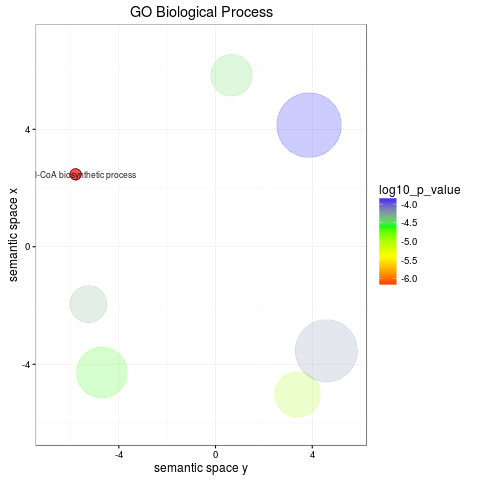 GO Biological Process
4
0
-4
semantic space x
l-CoA biosynthetic process
-4
0
4
semantic space y
log10_p_value
-4.0
-4.5
-5.0
-5.5
-6.0